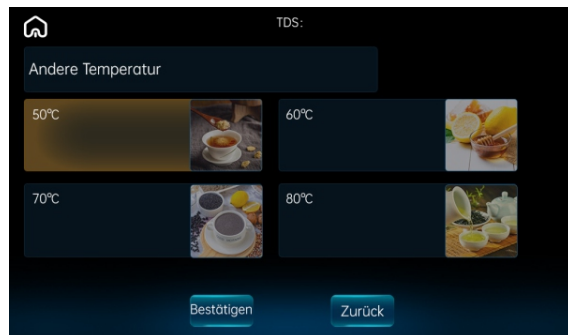 TDS:
Andere Temperatur
50℃
60℃
70℃
80℃
Bestätigen
Zurück